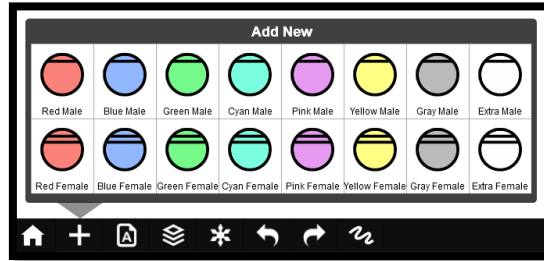 Add New
Red Male Blue Male Green Male Cyan Male Pink Male Yellow Male Gray Male Extra Male
Red Female Blue Female Green Female Cyan Female Pink Female Yellow Female Gray Female Extra Female
A